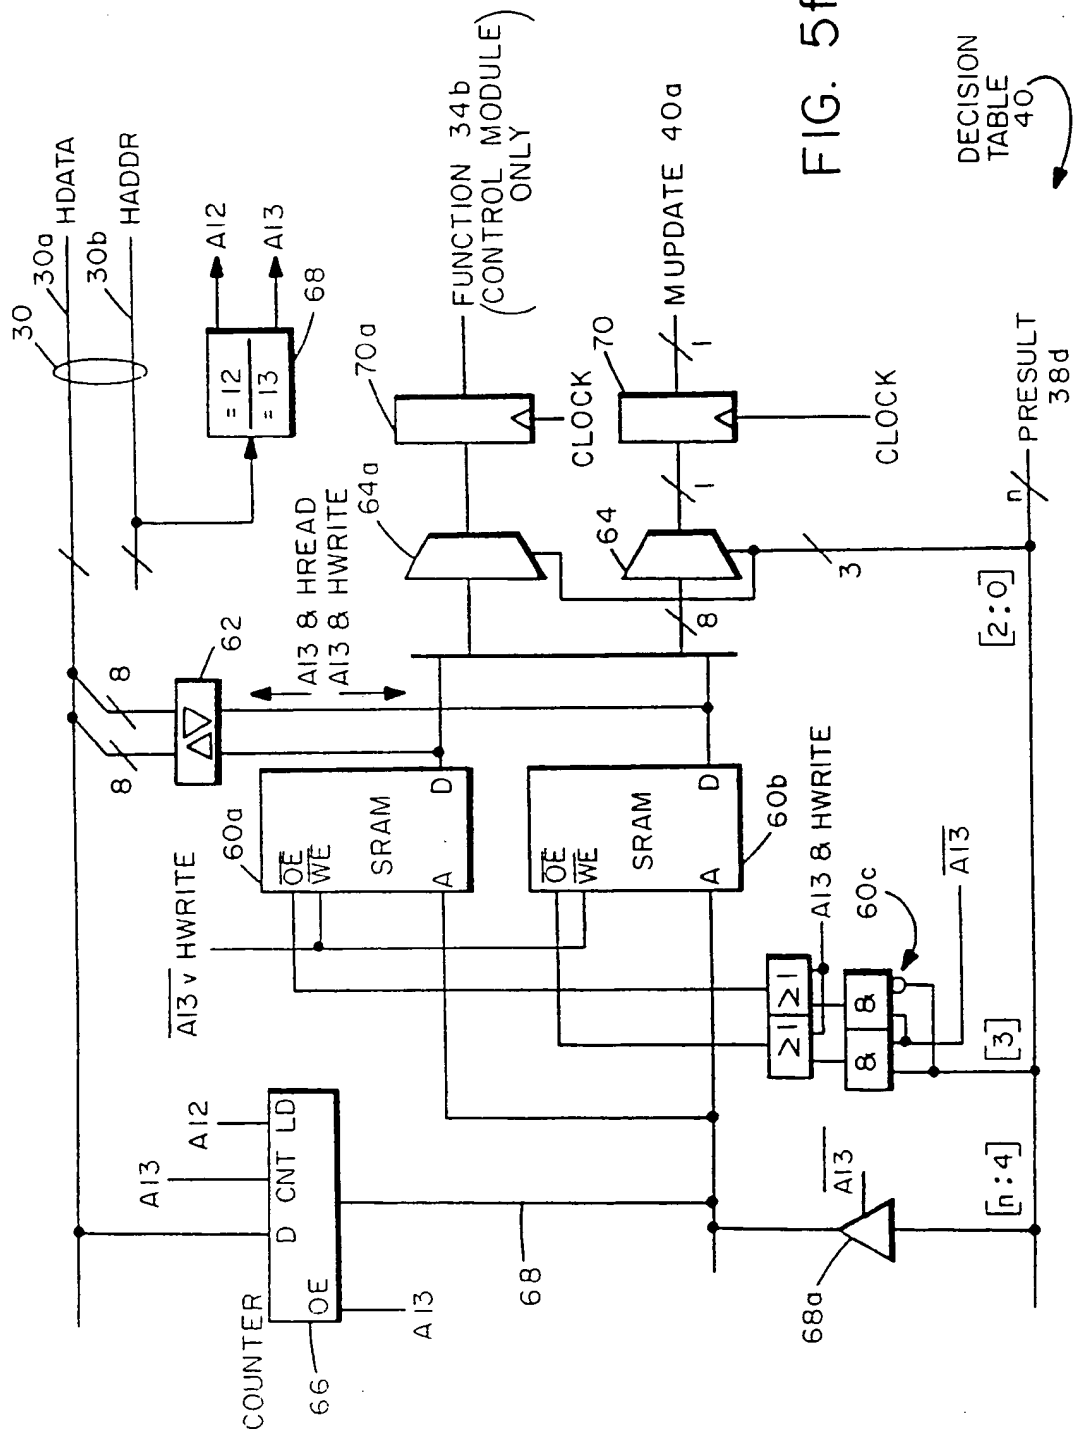 30
30a
HDATA
30b
HADDR
= 12
= 13
A12
A13
68
8
8
62
A13 & HREAD
A13 & HWRITE
A13 v HWRITE
60a
OE
WE
SRAM
A
D
64a
70a
CLOCK
FUNCTION 34b
(CONTROL MODULE)
ONLY
OE
WE
SRAM
A
D
60b
8
64
3
1
70
1
MUPDATE 40a
CLOCK
COUNTER
66
D
CNT
LD
OE
A13
A12
A13
68
≥1
≥1
&
&
A13 & HWRITE
60c
A13
A13
68a
[n:4]
[3]
[2:0]
n
PRESULT
38d
FIG. 5f
DECISION
TABLE
40